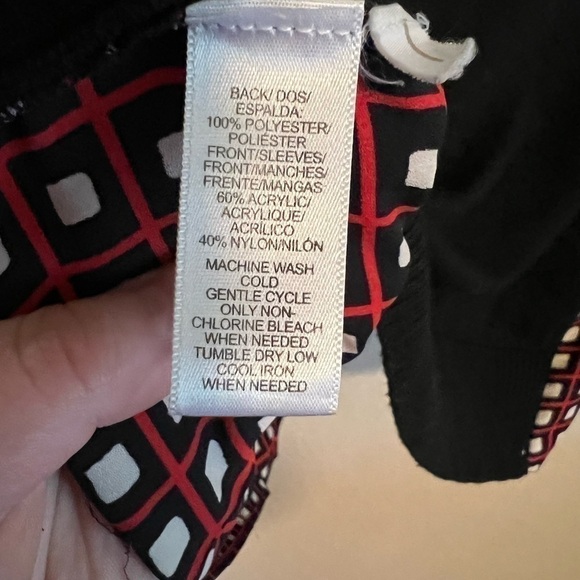 BACK/ DOS/
ESPALDA:
100% POLYESTER/
POLIÉSTER
FRONT/SLEEVES/
FRONT/MANCHES/
FRENTE/MANGAS
60% ACRYLIC/
ACRYLIQUE/
ACRÍLICO
40% NYLON/NILÓN
MACHINE WASH
COLD
GENTLE CYCLE
ONLY NON-
CHLORINE BLEACH
WHEN NEEDED
TUMBLE DRY LOW
COOL IRON
WHEN NEEDED